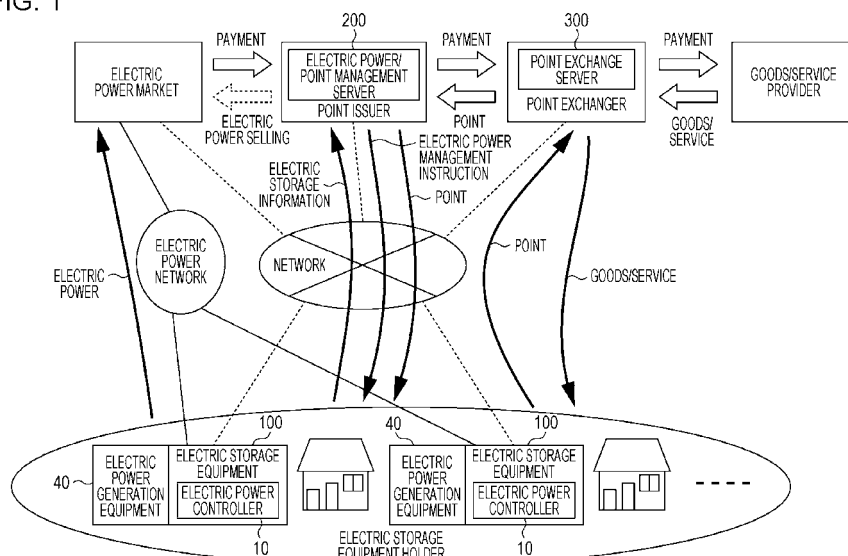 FIG. 1
200
300
PAYMENT
PAYMENT
PAYMENT
ELECTRIC
POWER MARKET
ELECTRIC POWER/
POINT MANAGEMENT
SERVER
POINT ISSUER
POINT EXCHANGE
SERVER
POINT EXCHANGER
GOODS/SERVICE
PROVIDER
ELECTRIC
POWER SELLING
POINT
GOODS/
SERVICE
ELECTRIC POWER
MANAGEMENT
INSTRUCTION
ELECTRIC
STORAGE
INFORMATION
POINT
ELECTRIC
POWER
NETWORK
NETWORK
POINT
ELECTRIC
POWER
GOODS/SERVICE
100
40
100
40
ELECTRIC
POWER
GENERATION
EQUIPMENT
ELECTRIC STORAGE
EQUIPMENT
ELECTRIC POWER
CONTROLLER
ELECTRIC
POWER
GENERATION
EQUIPMENT
ELECTRIC STORAGE
EQUIPMENT
ELECTRIC POWER
CONTROLLER
10
10
ELECTRIC STORAGE
EQUIPMENT HOLDER